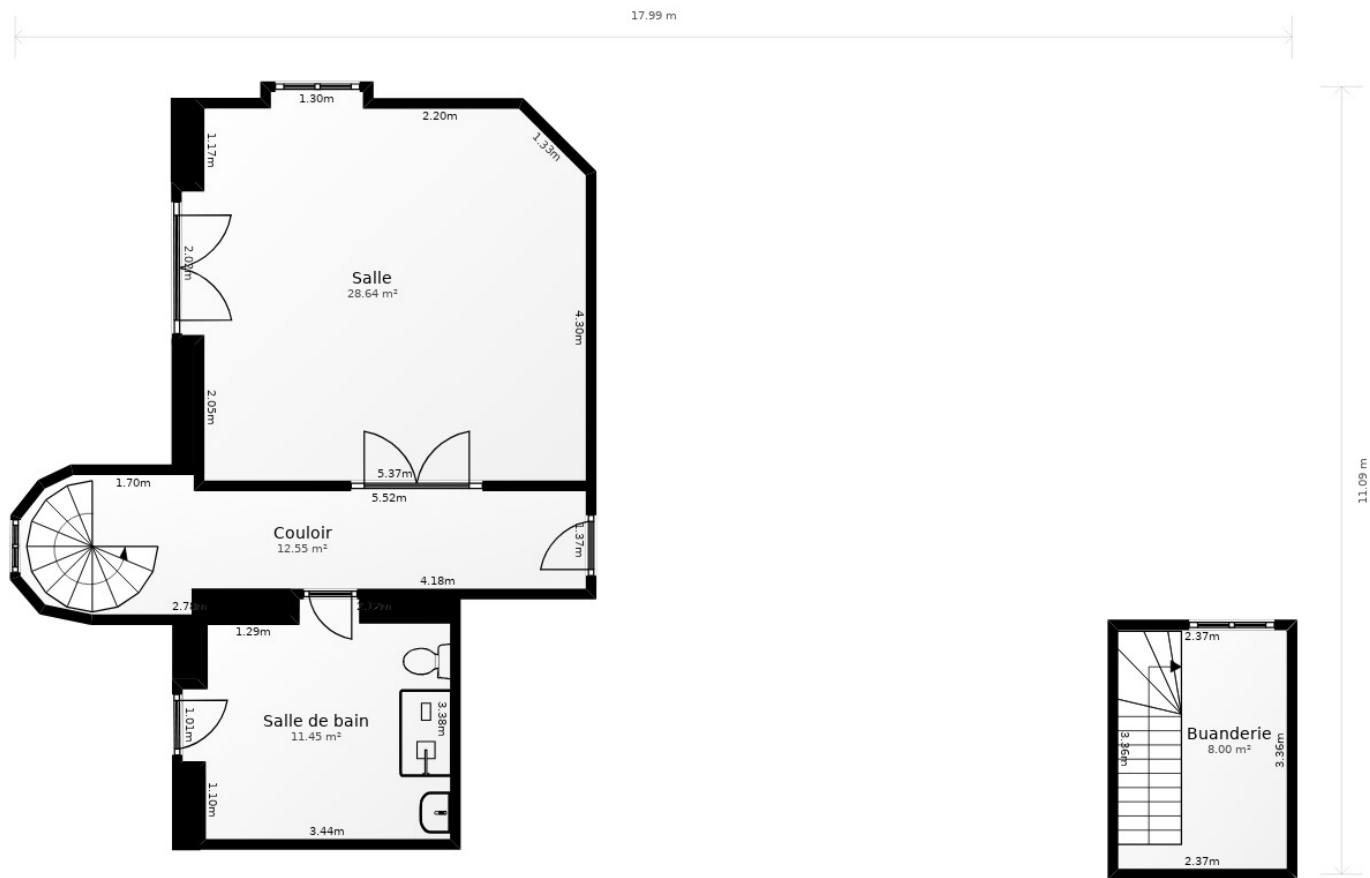 17.99 m
1.30m
2.20m
1.33m
1.17m
2.02m
Salle
28.64 m²
4.30m
2.05m
5.37m
5.52m
1.70m
Couloir
12.55 m²
1.37m
4.18m
1.29m
11.09 m
2.37m
1.01m
Salle de bain
11.45 m²
3.38m
3.36m
Buanderie
8.00 m²
3.36m
1.10m
3.44m
2.37m